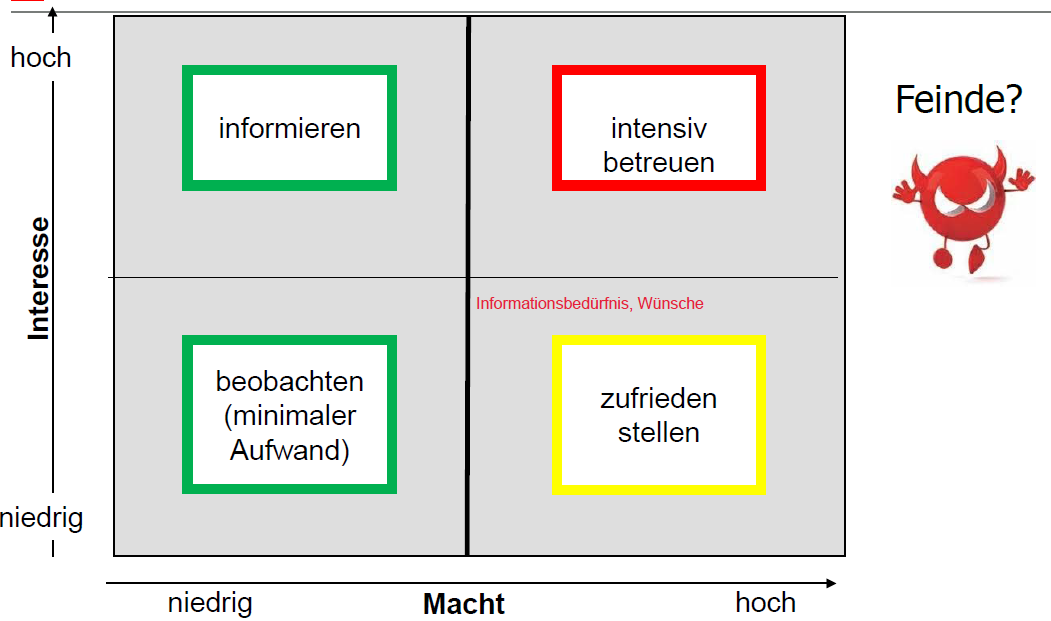 hoch
informieren
intensiv
betreuen
Feinde?
Interesse
Informationsbedürfnis, Wünsche
beobachten
(minimaler
Aufwand)
zufrieden
stellen
niedrig
niedrig
Macht
hoch